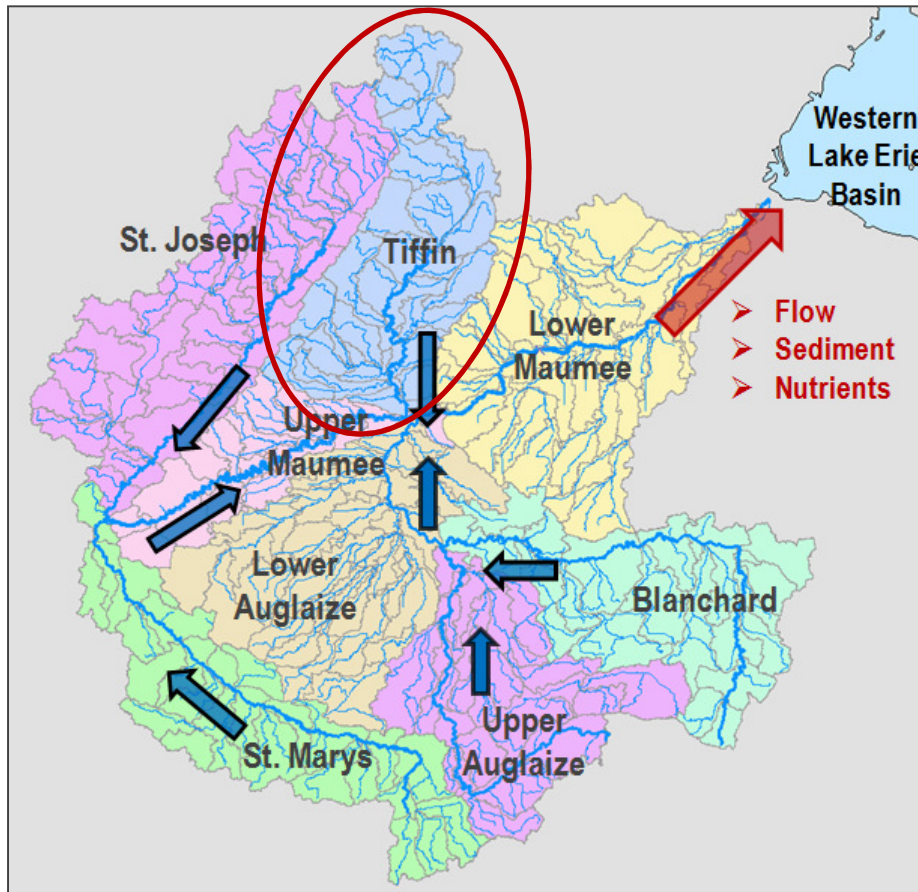 Western
Lake Erie
Basin
St. Joseph
Tiffin
➢ Flow
➢ Sediment
➢ Nutrients
Lower
Maumee
Upper
Maumee
Lower
Auglaize
Blanchard
Upper
Auglaize
St. Marys